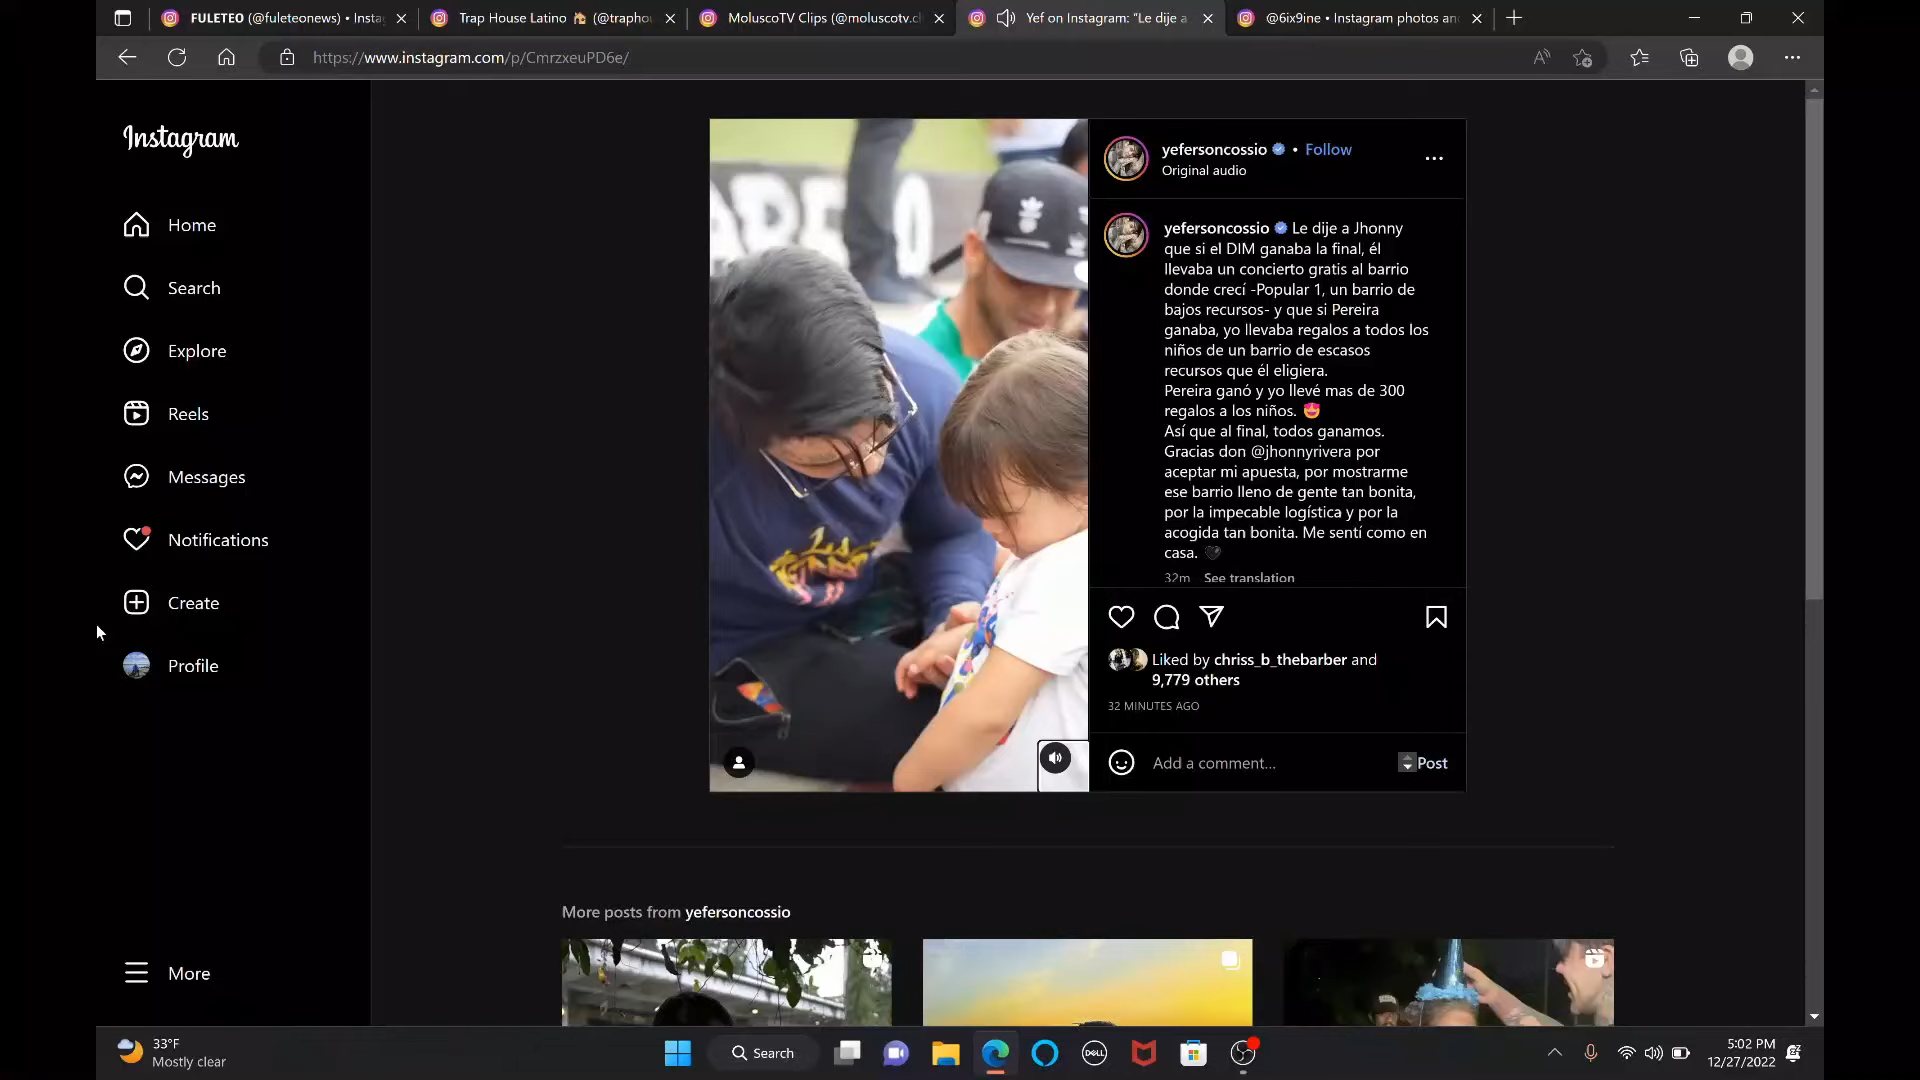 FULETEO (@fuleteonews) • Insta
Trap House Latino 🏠 (@trapho
MoluscoTV Clips (@moluscotv.cl
Yef on Instagram: "Le dije a
@6ix9ine • Instagram photos an
https://www.instagram.com/p/CmrzxeuPD6e/
Instagram
Home
Search
Explore
Reels
Messages
Notifications
Create
Profile
More
yefersoncossio • Follow
Original audio
yefersoncossio Le dije a Jhonny
que si el DIM ganaba la final, él
llevaba un concierto gratis al barrio
donde crecí -Popular 1, un barrio de
bajos recursos- y que si Pereira
ganaba, yo llevaba regalos a todos los
niños de un barrio de escasos
recursos que él eligiera.
Pereira ganó y yo llevé mas de 300
regalos a los niños. 😍
Así que al final, todos ganamos.
Gracias don @jhonnyrivera por
aceptar mi apuesta, por mostrarme
ese barrio lleno de gente tan bonita,
por la impecable logística y por la
acogida tan bonita. Me sentí como en
casa. 🖤
32m See translation
Liked by chriss_b_thebarber and
9,779 others
32 MINUTES AGO
Add a comment...
Post
More posts from yefersoncossio
33°F
Mostly clear
Search
DELL
5:02 PM
12/27/2022